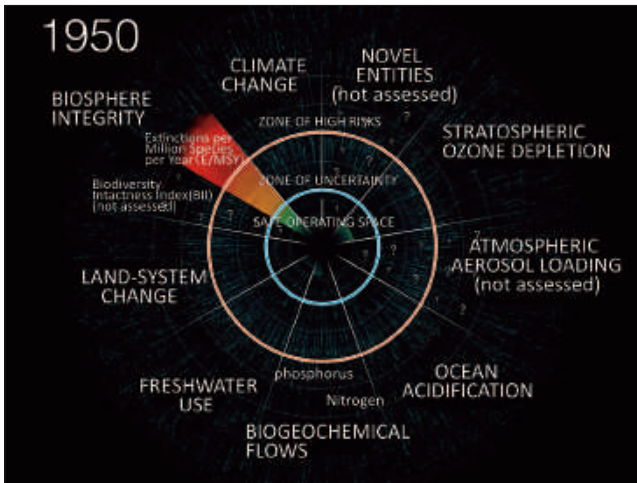 1950
CLIMATE
CHANGE
NOVEL
ENTITIES
(not assessed)
BIOSPHERE
INTEGRITY
ZONE OF HIGH RISKS
?
STRATOSPHERIC
OZONE DEPLETION
Extinctions per
Million Species
per Year(E/MSY)
ZONE OF UNCERTAINTY
Biodiversity
Intactness Index(BII)
(not assessed)
SAFE OPERATING SPACE
?
ATMOSPHERIC
AEROSOL LOADING
(not assessed)
?
LAND-SYSTEM
CHANGE
OCEAN
ACIDIFICATION
phosphorus
FRESHWATER
USE
Nitrogen
BIOGEOCHEMICAL
FLOWS